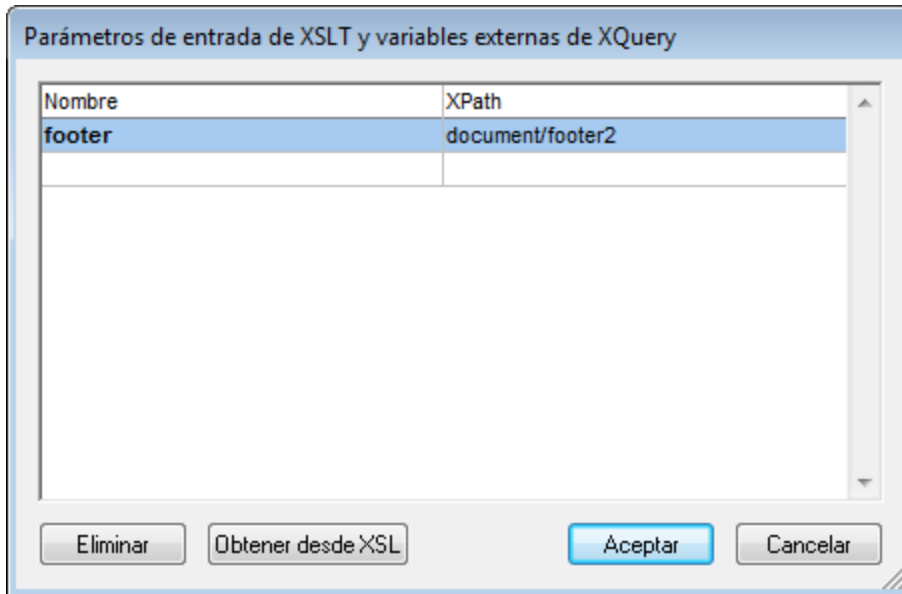 Parámetros de entrada de XSLT y variables externas de XQuery
Nombre XPath
footer document/footer2
Eliminar Obtener desde XSL Aceptar Cancelar